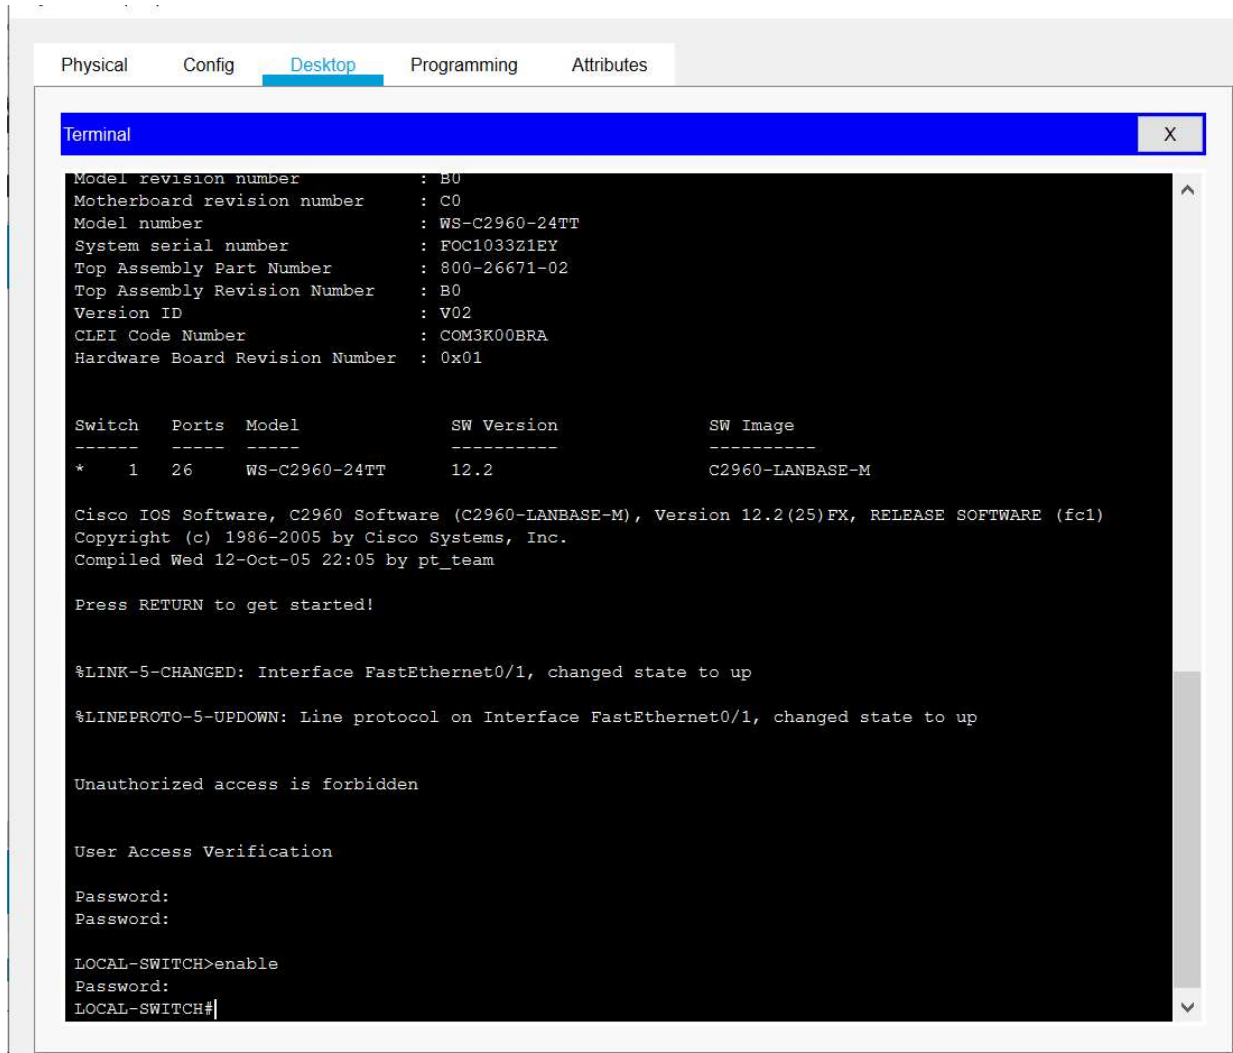 Physical Config Desktop Programming Attributes
Terminal X
Model revision number : B0
Motherboard revision number : C0
Model number : WS-C2960-24TT
System serial number : FOC1033Z1EY
Top Assembly Part Number : 800-26671-02
Top Assembly Revision Number : B0
Version ID : V02
CLEI Code Number : COM3K00BRA
Hardware Board Revision Number : 0x01
Switch Ports Model SW Version SW Image
------ ----- ----- ---------- ----------
* 1 26 WS-C2960-24TT 12.2 C2960-LANBASE-M
Cisco IOS Software, C2960 Software (C2960-LANBASE-M), Version 12.2(25)FX, RELEASE SOFTWARE (fc1)
Copyright (c) 1986-2005 by Cisco Systems, Inc.
Compiled Wed 12-Oct-05 22:05 by pt_team
Press RETURN to get started!
%LINK-5-CHANGED: Interface FastEthernet0/1, changed state to up
%LINEPROTO-5-UPDOWN: Line protocol on Interface FastEthernet0/1, changed state to up
Unauthorized access is forbidden
User Access Verification
Password:
Password:
LOCAL-SWITCH>enable
Password:
LOCAL-SWITCH#